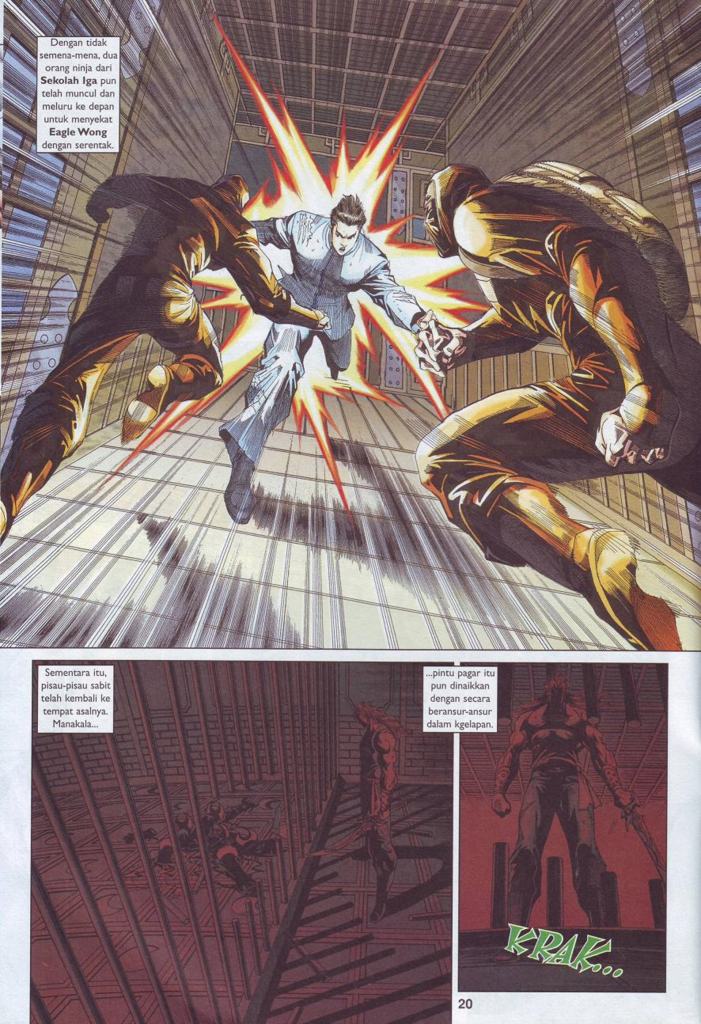 Dengan tidak
semena-mena, dua
orang ninja dari
Sekolah Iga pun
telah muncul dan
meluru ke depan
untuk menyekat
Eagle Wong
dengan serentak.
Sementara itu,
pisau-pisau sabit
telah kembali ke
tempat asalnya.
Manakala...
...pintu pagar itu
pun dinaikkan
dengan secara
beransur-ansur
dalam kgelapan.
KRAK...
20